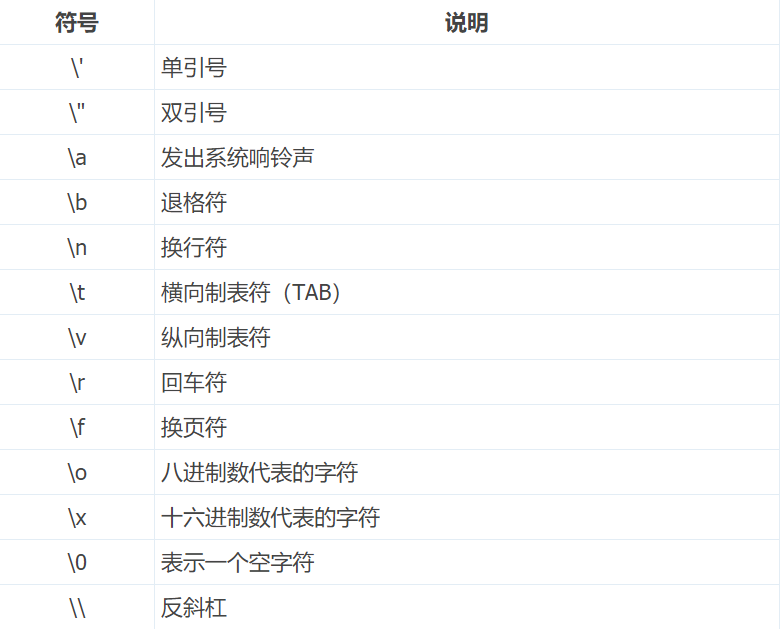 符号 说明
\' 单引号
\" 双引号
\a 发出系统响铃声
\b 退格符
\n 换行符
\t 横向制表符（TAB）
\v 纵向制表符
\r 回车符
\f 换页符
\o 八进制数代表的字符
\x 十六进制数代表的字符
\0 表示一个空字符
\\ 反斜杠